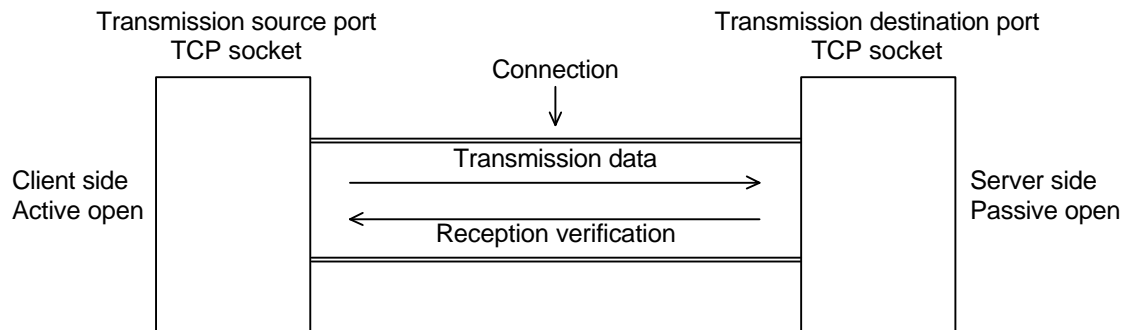 Transmission source port
TCP socket
Transmission destination port
TCP socket
Connection
Transmission data
Client side
Active open
Server side
Passive open
Reception verification